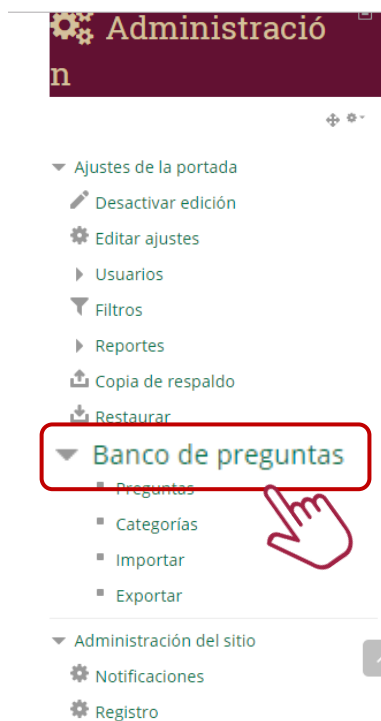 Administració
n
Ajustes de la portada
Desactivar edición
Editar ajustes
Usuarios
Filtros
Reportes
Copia de respaldo
Restaurar
Banco de preguntas
Preguntas
Categorías
Importar
Exportar
Administración del sitio
Notificaciones
Registro